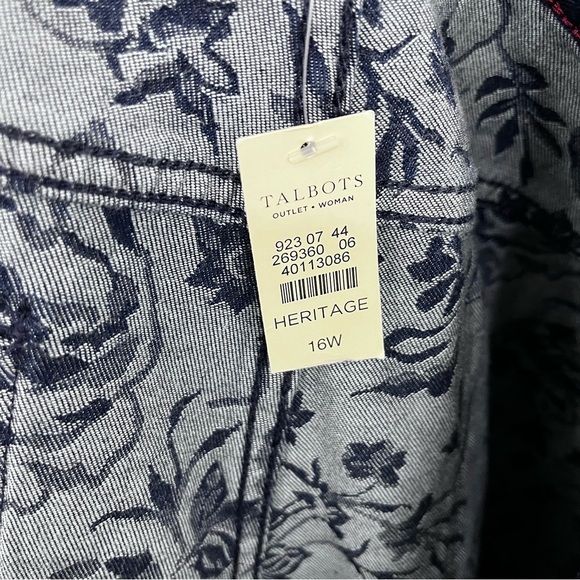 TALBOTS
OUTLET • WOMAN
923 07 44
269360 06
40113086
HERITAGE
16W